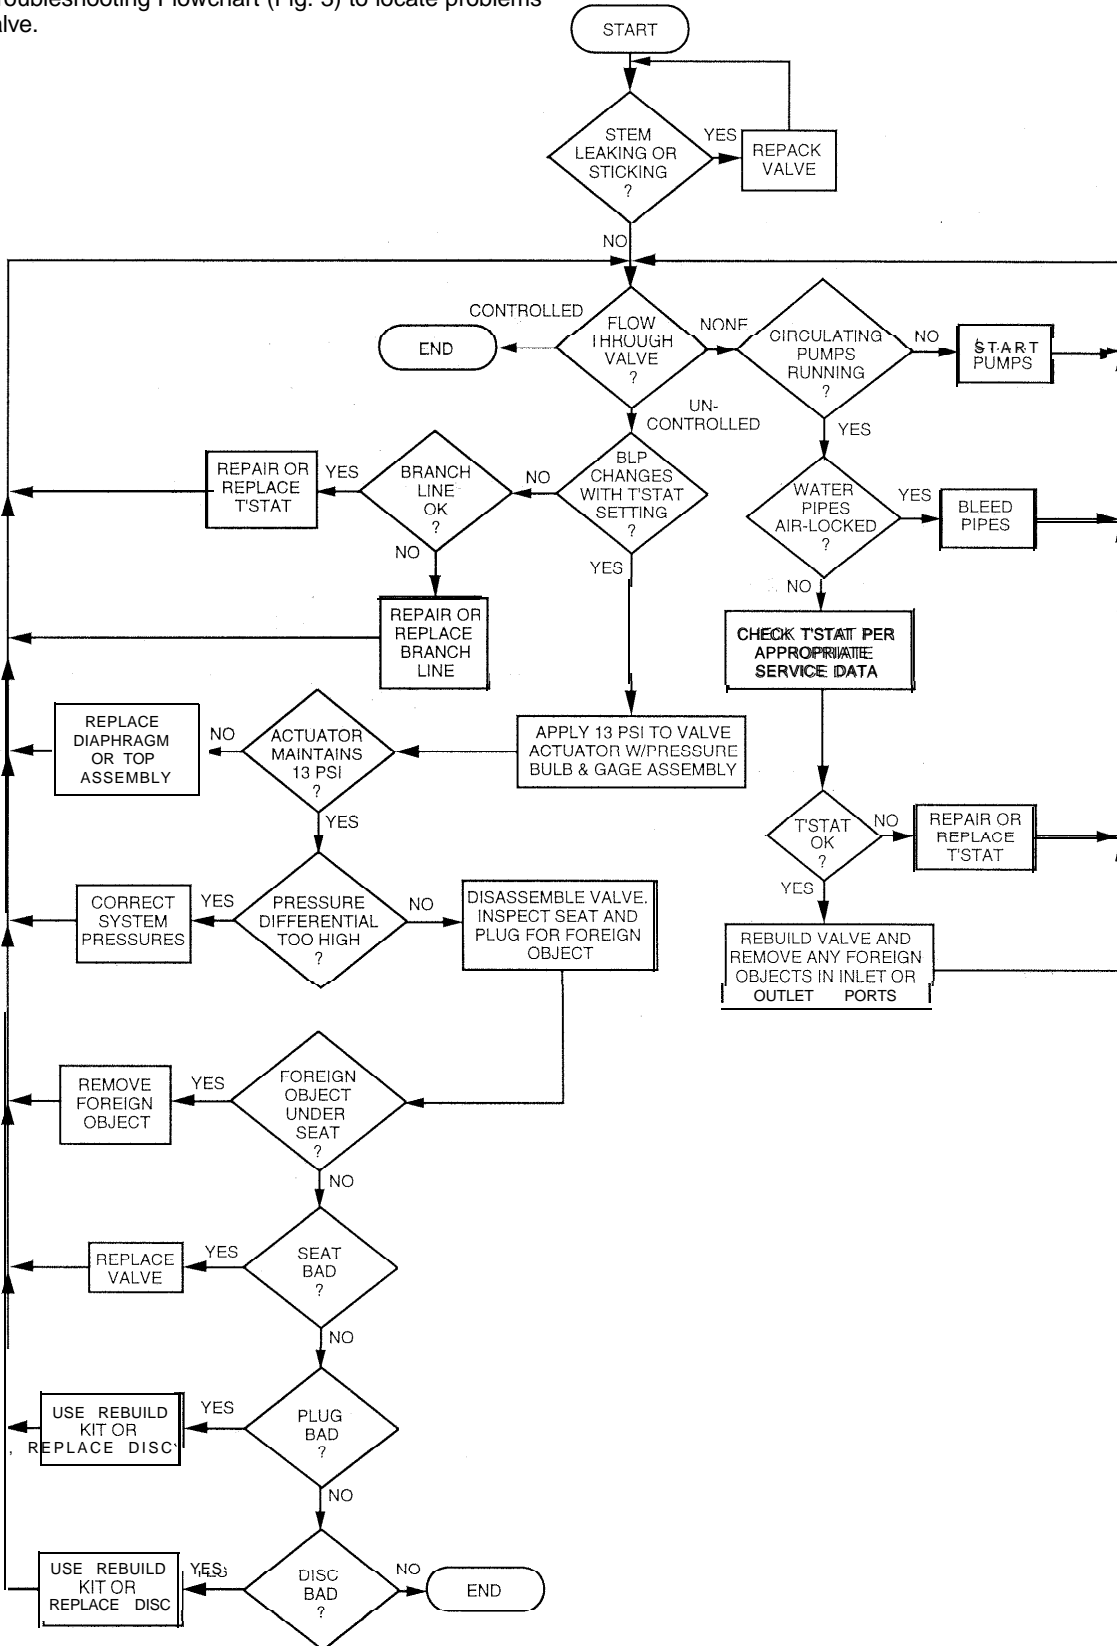 Troubleshooting Flowchart (Fig. 5) to locate problems
valve.
START
STEM
LEAKING OR
STICKING
?
YES
REPACK
VALVE
NO
CONTROLLED
END
FLOW
THROUGH
VALVE
?
NONE
CIRCULATING
PUMPS
RUNNING
?
NO
START
PUMPS
UN-
CONTROLLED
YES
REPAIR OR
REPLACE
T'STAT
YES
BRANCH
LINE
OK
?
NO
BLP
CHANGES
WITH T'STAT
SETTING
?
WATER
PIPES
AIR-LOCKED
?
YES
BLEED
PIPES
NO
YES
NO
REPAIR OR
REPLACE
BRANCH
LINE
CHECK T'STAT PER
APPROPRIATE
SERVICE DATA
REPLACE
DIAPHRAGM
OR TOP
ASSEMBLY
NO
ACTUATOR
MAINTAINS
13 PSI
?
APPLY 13 PSI TO VALVE
ACTUATOR W/PRESSURE
BULB & GAGE ASSEMBLY
YES
T'STAT
OK
?
NO
REPAIR OR
REPLACE
T'STAT
YES
CORRECT
SYSTEM
PRESSURES
YES
PRESSURE
DIFFERENTIAL
TOO HIGH
?
NO
DISASSEMBLE VALVE.
INSPECT SEAT AND
PLUG FOR FOREIGN
OBJECT
REBUILD VALVE AND
REMOVE ANY FOREIGN
OBJECTS IN INLET OR
OUTLET PORTS
REMOVE
FOREIGN
OBJECT
YES
FOREIGN
OBJECT
UNDER
SEAT
?
NO
REPLACE
VALVE
YES
SEAT
BAD
?
NO
USE REBUILD
KIT OR
REPLACE DISC
YES
PLUG
BAD
?
NO
USE REBUILD
KIT OR
REPLACE DISC
YES
DISC
BAD
?
NO
END